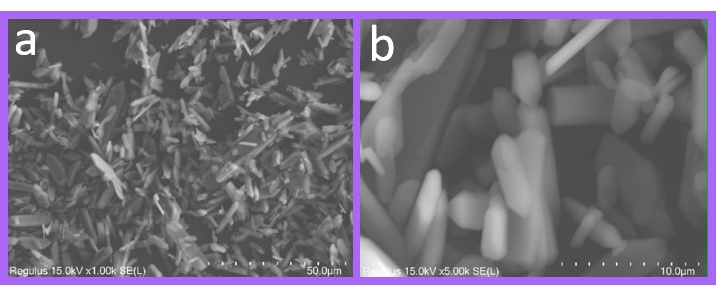 a
b
Regulus 15.0kV x1.00k SE(L)
50.0µm
Regulus 15.0kV x5.00k SE(L)
10.0µm